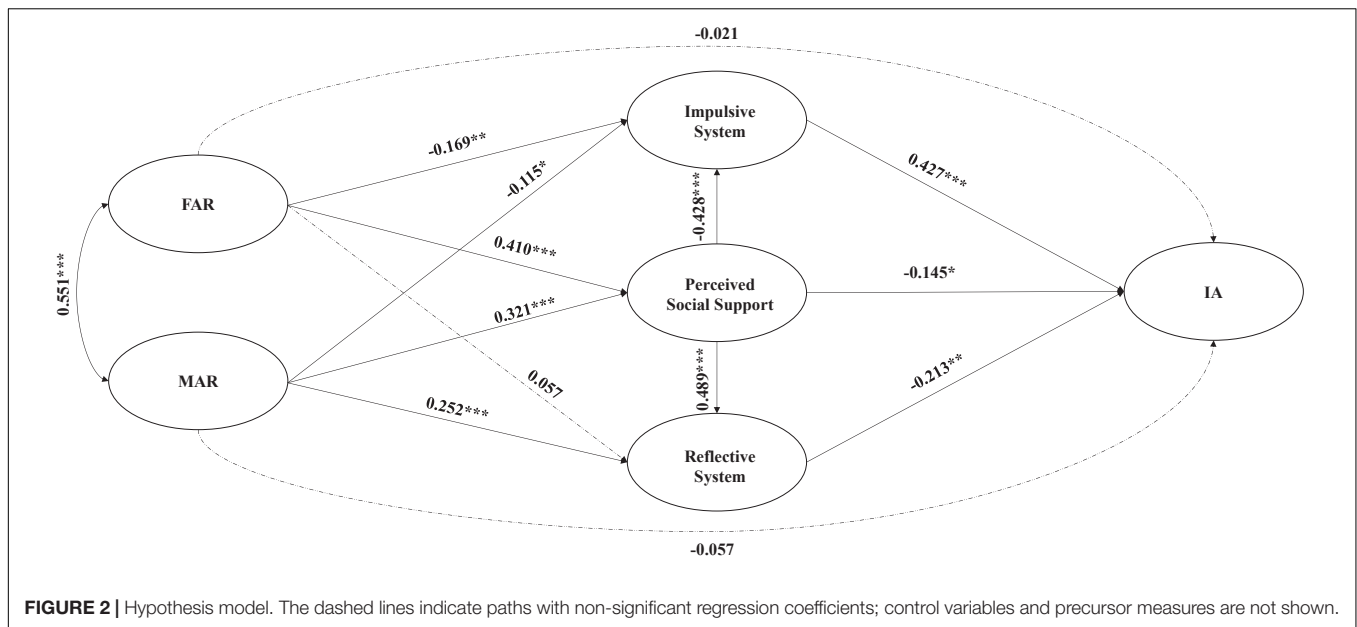 -0.021
Impulsive
System
-0.169**
-0.115*
0.427***
FAR
-0.428***
0.410***
0.551***
Perceived
Social Support
-0.145*
IA
0.321***
MAR
0.057
0.489***
-0.213**
0.252***
Reflective
System
-0.057
FIGURE 2 | Hypothesis model. The dashed lines indicate paths with non-significant regression coefficients; control variables and precursor measures are not shown.